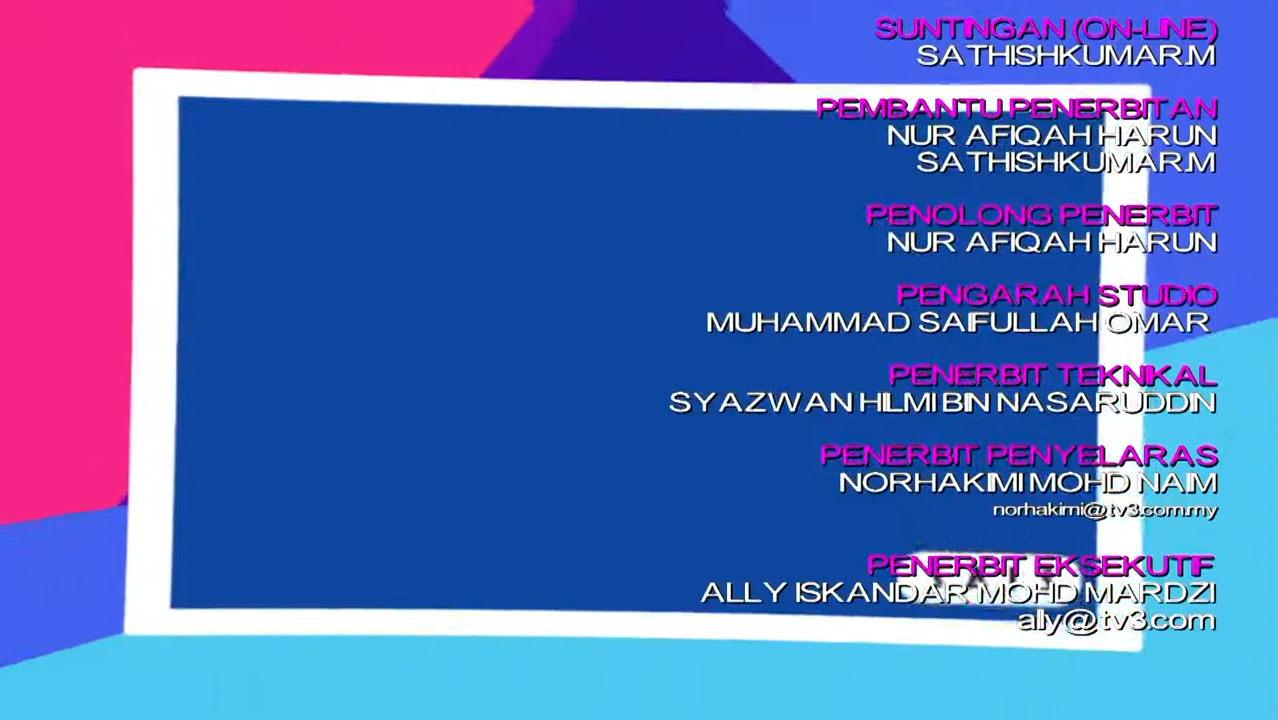 SUNTINGAN (ON-LINE)
SATHISHKUMAR.M
PEMBANTU PENERBITAN
NUR AFIQAH HARUN
SATHISHKUMAR.M
PENOLONG PENERBIT
NUR AFIQAH HARUN
PENGARAH STUDIO
MUHAMMAD SAIFULLAH OMAR
PENERBIT TEKNIKAL
SYAZWAN HILMI BIN NASARUDDIN
PENERBIT PENYELARAS
NORHAKIMI MOHD NAIM
norhakimi@tv3.com.my
PENERBIT EKSEKUTIF
ALLY ISKANDAR MOHD MARDZI
ally@tv3.com